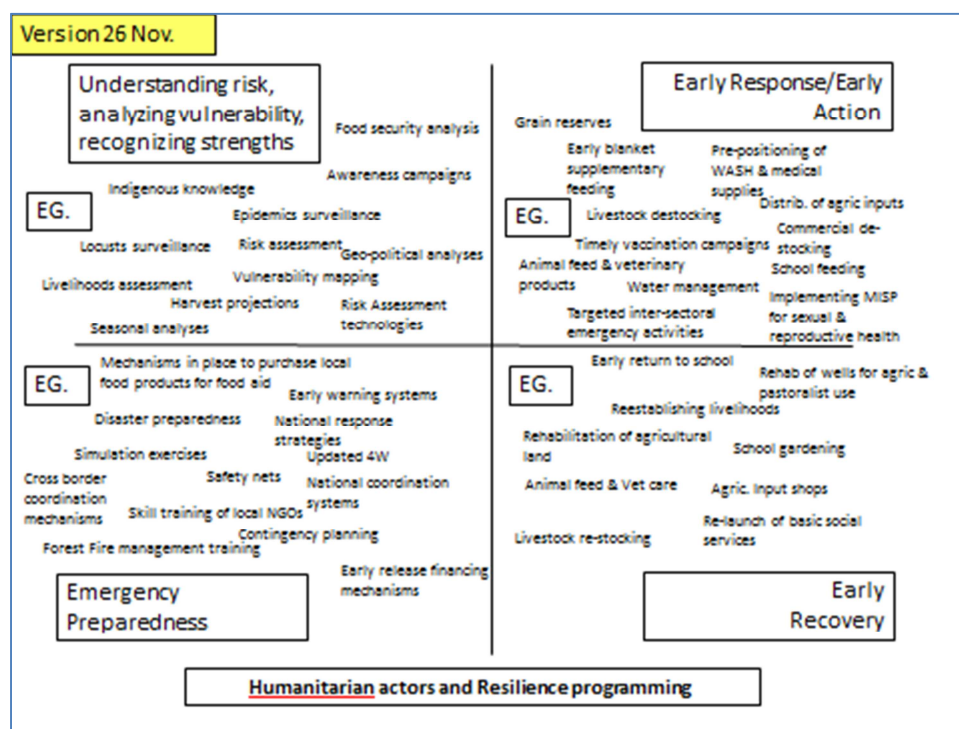 Version 26 Nov.
Understanding risk,
analyzing vulnerability,
recognizing strengths
Food security analysis
Awareness campaigns
Indigenous knowledge
EG.
Epidemics surveillance
Locusts surveillance
Risk assessment
Geo-political analyses
Livelihoods assessment
Vulnerability mapping
Harvest projections
Risk Assessment
technologies
Seasonal analyses
Early Response/Early
Action
Grain reserves
Early blanket
supplementary
feeding
Pre-positioning of
WASH & medical
supplies
EG.
Distrib. of agric inputs
Livestock destocking
Commercial de-
stocking
Timely vaccination campaigns
Animal feed & veterinary
products
School feeding
Water management
Implementing MISP
for sexual &
reproductive health
Targeted inter-sectoral
emergency activities
Mechanisms in place to purchase local
food products for food aid
EG.
Early warning systems
Disaster preparedness
National response
strategies
Simulation exercises
Updated 4W
Cross border
coordination
mechanisms
Safety nets
National coordination
systems
Skill training of local NGOs
Contingency planning
Forest Fire management training
Early release financing
mechanisms
Emergency
Preparedness
Early return to school
EG.
Rehab of wells for agric &
pastoralist use
Reestablishing livelihoods
Rehabilitation of agricultural
land
School gardening
Animal feed & Vet care
Agric. Input shops
Livestock re-stocking
Re-launch of basic social
services
Early
Recovery
Humanitarian actors and Resilience programming